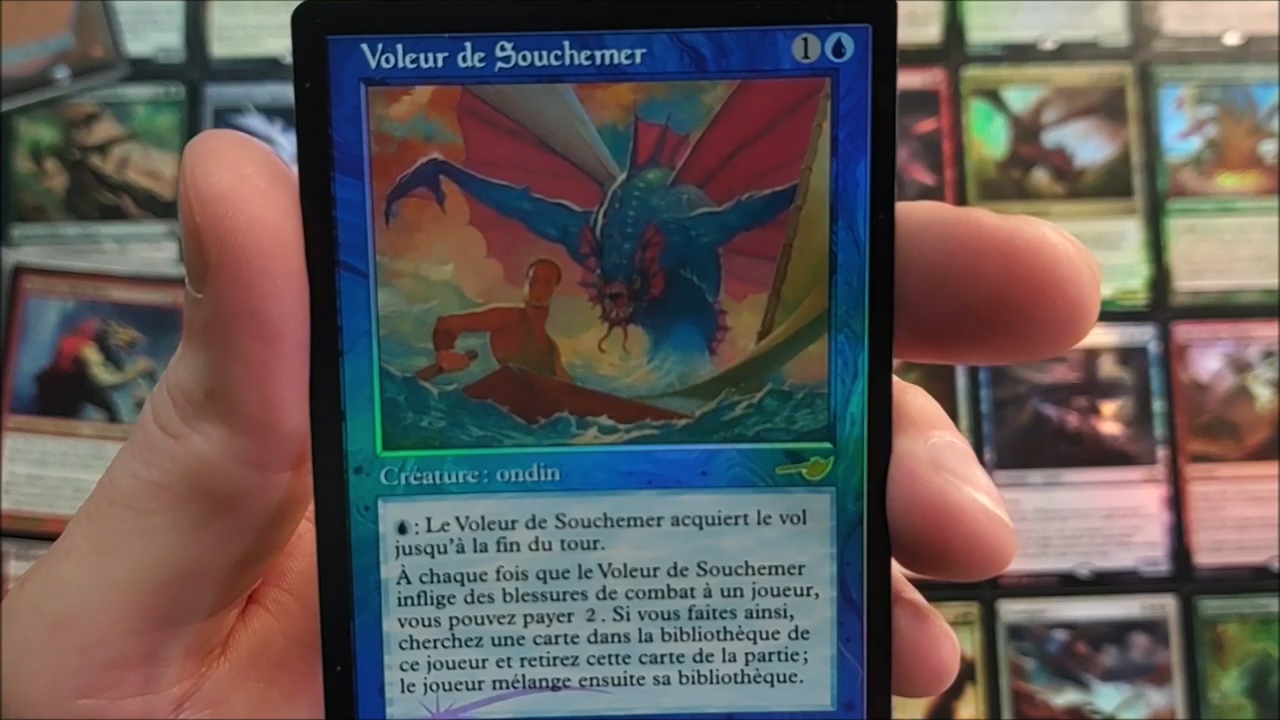 Voleur de Souchemer 1
Créature : ondin
: Le Voleur de Souchemer acquiert le vol
jusqu'à la fin du tour.
À chaque fois que le Voleur de Souchemer
inflige des blessures de combat à un joueur,
vous pouvez payer 2. Si vous faites ainsi,
cherchez une carte dans la bibliothèque de
ce joueur et retirez cette carte de la partie ;
le joueur mélange ensuite sa bibliothèque.